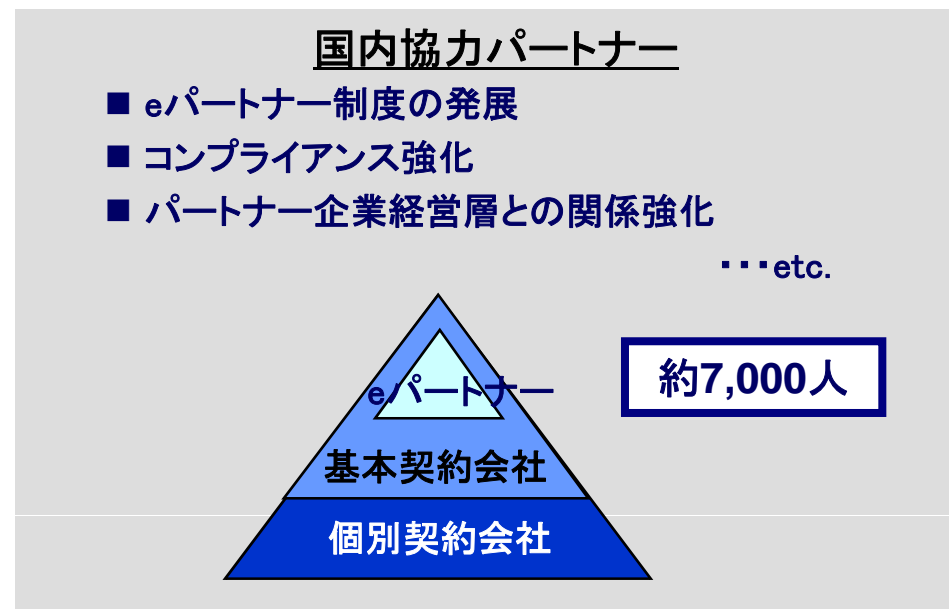 国内協力パートナー
■ eパートナー制度の発展
■ コンプライアンス強化
■ パートナー企業経営層との関係強化
・・・etc.
eパートナー
約7,000人
基本契約会社
個別契約会社